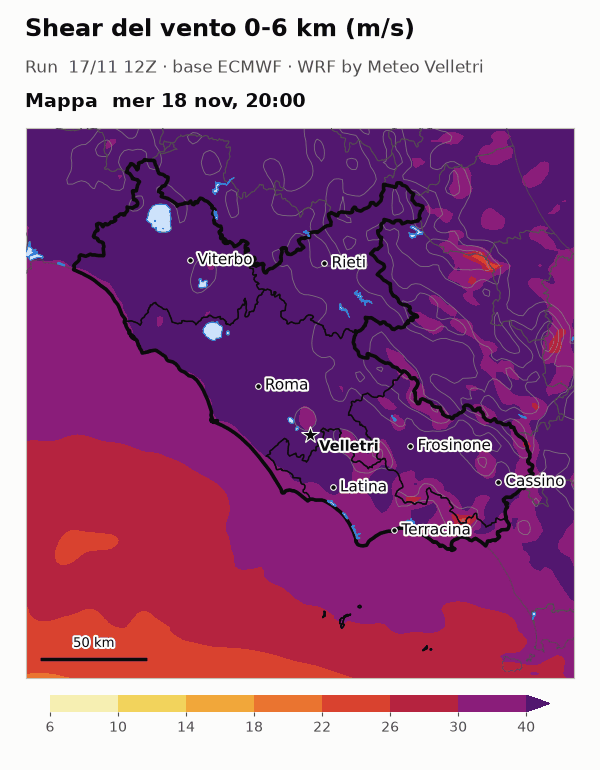 Shear del vento 0-6 km (m/s)
Run  17/11 12Z · base ECMWF · WRF by Meteo Velletri
Mappa  mer 18 nov, 20:00
Viterbo
Rieti
Roma
Velletri
Frosinone
Latina
Cassino
Terracina
50 km
6 10 14 18 22 26 30 40